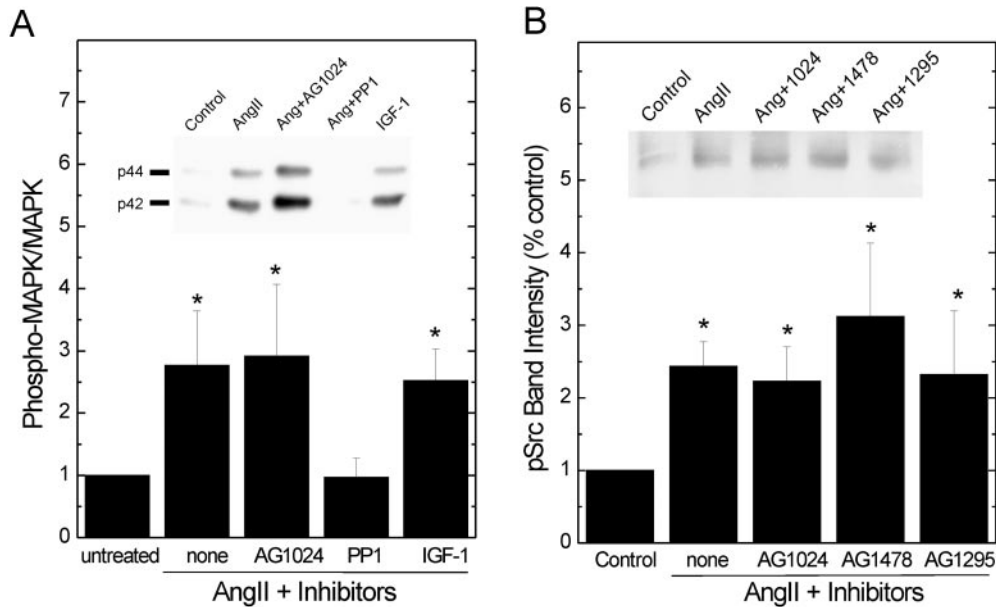 A
Phospho-MAPK/MAPK
7
6
5
4
3
2
1
0
Control
AngII
Ang+AG1024
Ang+PP1
IGF-1
p44
p42
*
*
*
untreated
none
AG1024
PP1
IGF-1
AngII + Inhibitors
B
pSrc Band Intensity (% control)
6
5
4
3
2
1
0
Control
AngII
Ang+1024
Ang+1478
Ang+1295
*
*
*
*
Control
none
AG1024
AG1478
AG1295
AngII + Inhibitors